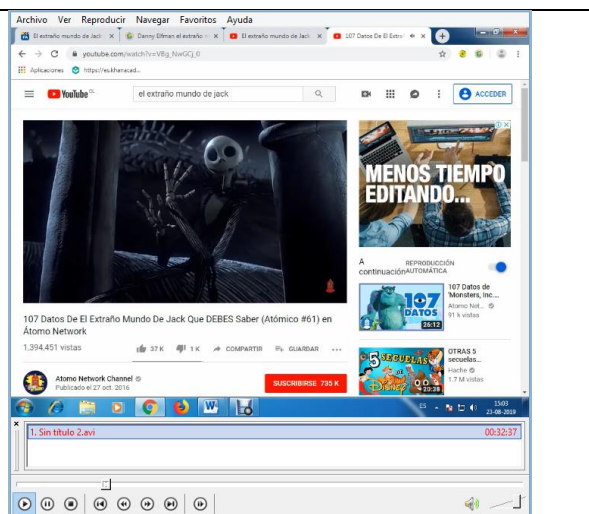 Archivo Ver Reproducir Navegar Favoritos Ayuda
El extraño mundo de Jack
Danny Elfman el extraño
El extraño mundo de Jack
107 Datos De El Extrañ
youtube.com/watch?v=VBg_NwGCj_0
Aplicaciones https://es.khanacad...
YouTube CL
el extraño mundo de jack
ACCEDER
MENOS TIEMPO
EDITANDO...
A continuación
REPRODUCCIÓN AUTOMÁTICA
107 DATOS
26:12
107 Datos de
'Monsters, Inc....
Atomo Net...
91 k vistas
107 Datos De El Extraño Mundo De Jack Que DEBES Saber (Atómico #61) en
Átomo Network
1,394,451 vistas
37 K 1 K COMPARTIR GUARDAR ...
5 SECUELAS
Disney
20:38
OTRAS 5
secuelas...
Hachr
1.7 M vistas
Atomo Network Channel
Publicado el 27 oct. 2016
SUSCRIBIRSE 735 K
ES
15:03
23-08-2019
1. Sin título 2.avi 00:32:37